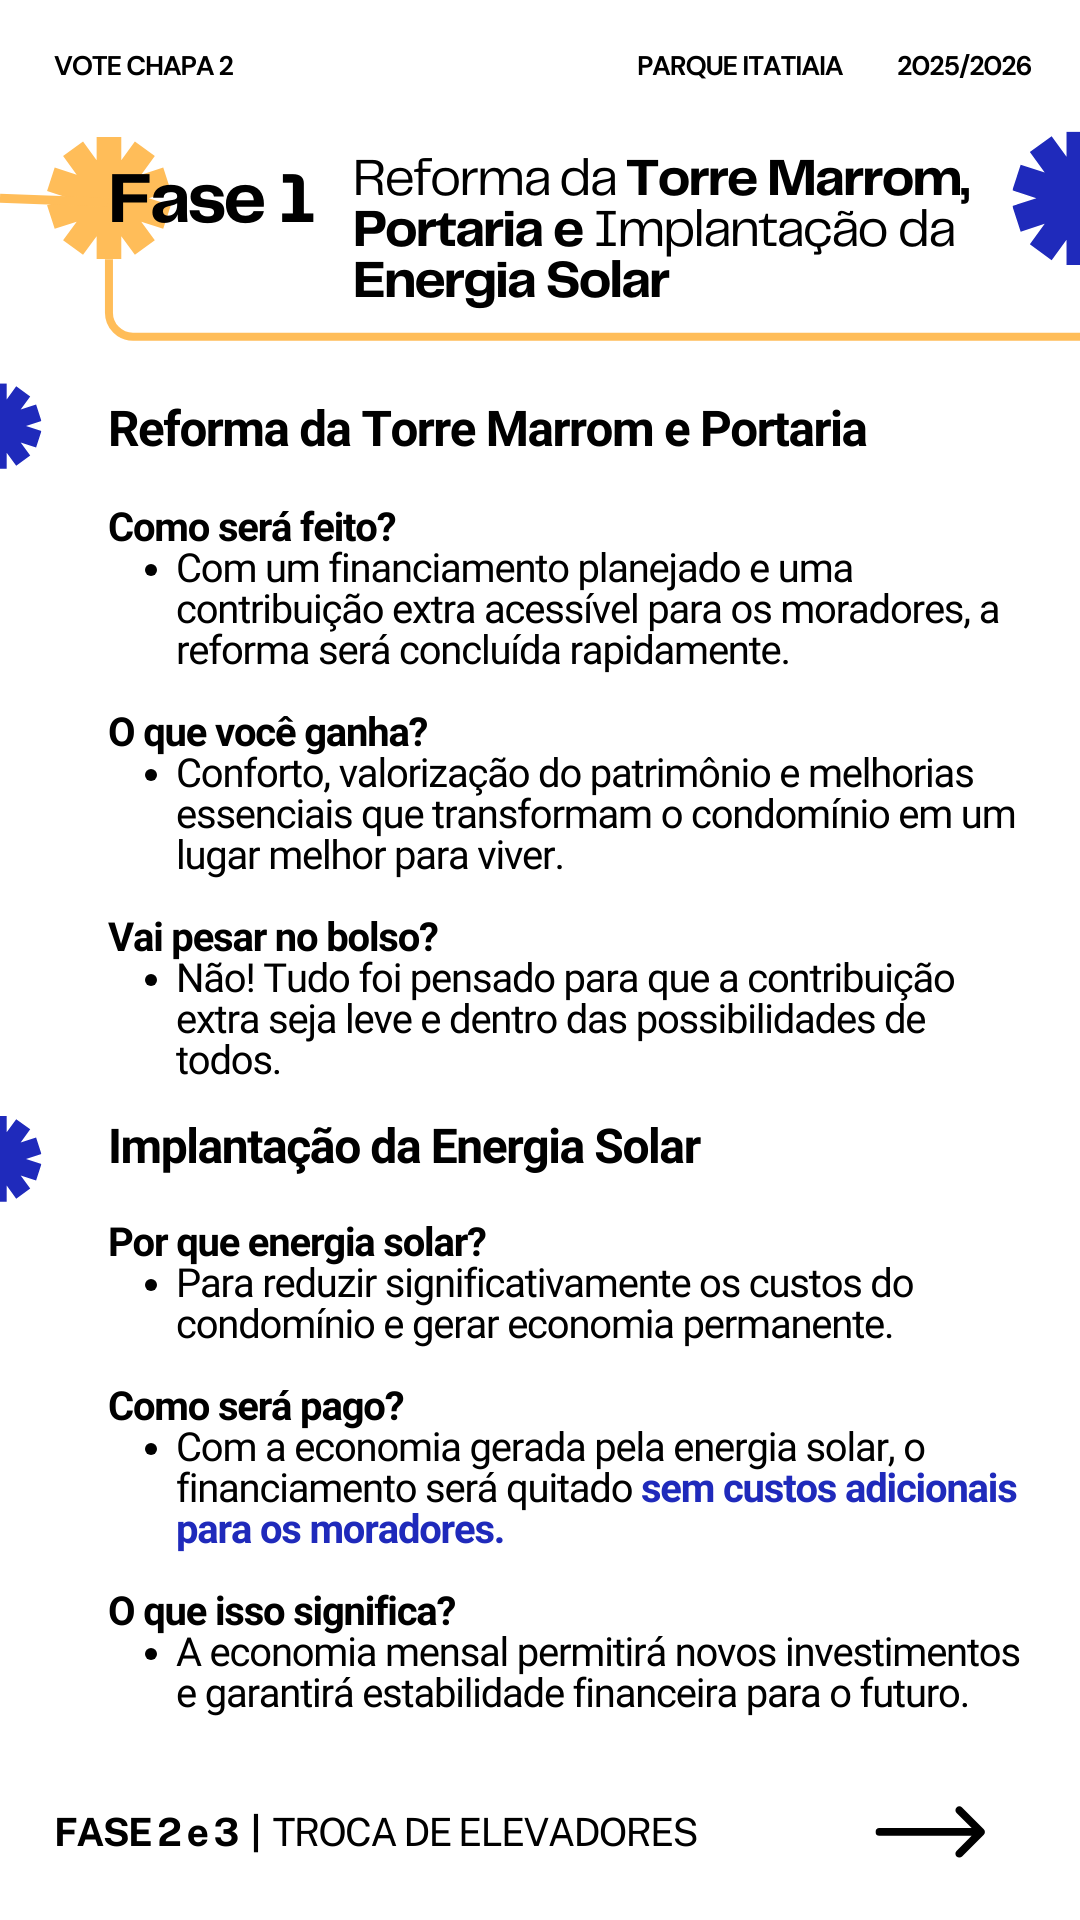 VOTE CHAPA 2
PARQUE ITATIAIA
2025/2026
Fase 1
Reforma da Torre Marrom,
Portaria e Implantação da
Energia Solar
Reforma da Torre Marrom e Portaria
Como será feito?
• Com um financiamento planejado e uma
contribuição extra acessível para os moradores, a
reforma será concluída rapidamente.
O que você ganha?
• Conforto, valorização do patrimônio e melhorias
essenciais que transformam o condomínio em um
lugar melhor para viver.
Vai pesar no bolso?
• Não! Tudo foi pensado para que a contribuição
extra seja leve e dentro das possibilidades de
todos.
Implantação da Energia Solar
Por que energia solar?
• Para reduzir significativamente os custos do
condomínio e gerar economia permanente.
Como será pago?
• Com a economia gerada pela energia solar, o
financiamento será quitado sem custos adicionais
para os moradores.
O que isso significa?
• A economia mensal permitirá novos investimentos
e garantirá estabilidade financeira para o futuro.
FASE 2 e 3 | TROCA DE ELEVADORES